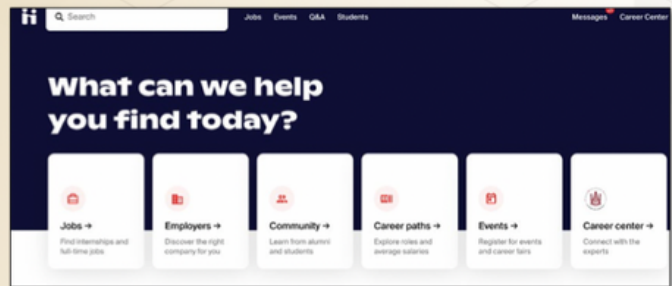 Search
Jobs Events Q&A Students
Messages Career Center
What can we help
you find today?
Jobs →
Find internships and
full-time jobs
Employers →
Discover the right
company for you
Community →
Learn from alumni
and students
Career paths →
Explore roles and
average salaries
Events →
Register for events
and career fairs
Career center →
Connect with the
experts